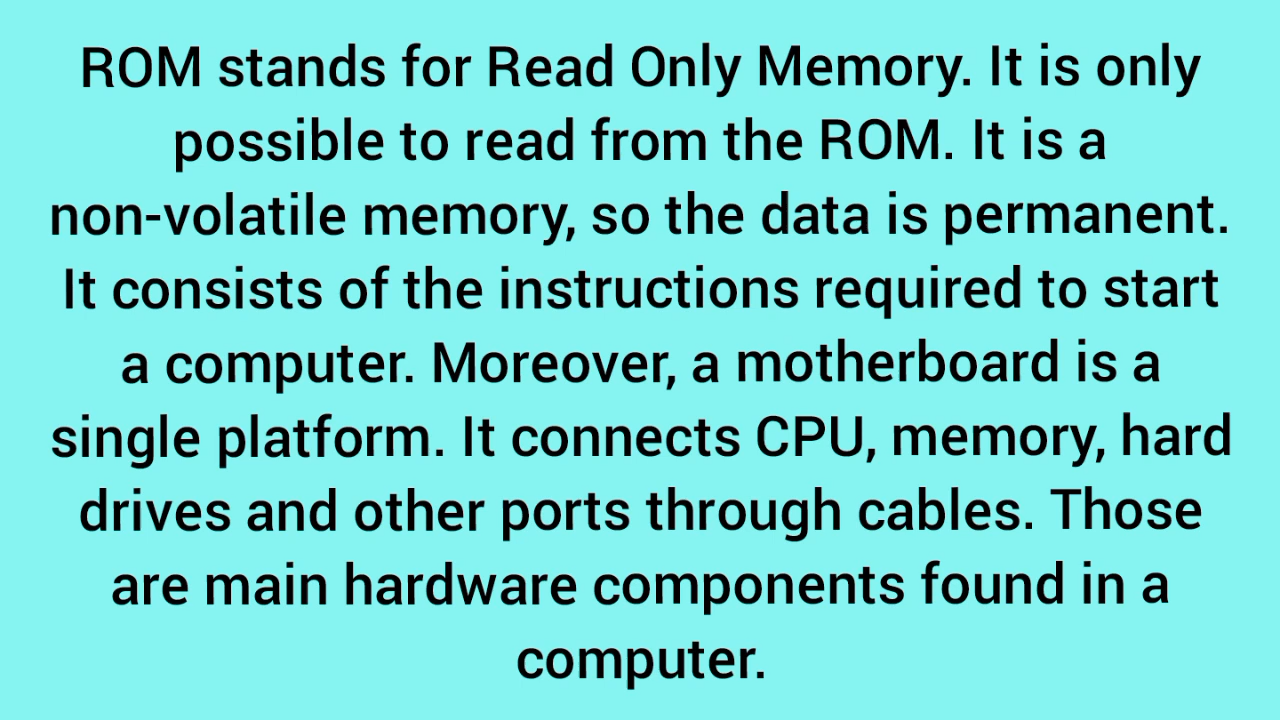 ROM stands for Read Only Memory. It is only
possible to read from the ROM. It is a
non-volatile memory, so the data is permanent.
It consists of the instructions required to start
a computer. Moreover, a motherboard is a
single platform. It connects CPU, memory, hard
drives and other ports through cables. Those
are main hardware components found in a
computer.